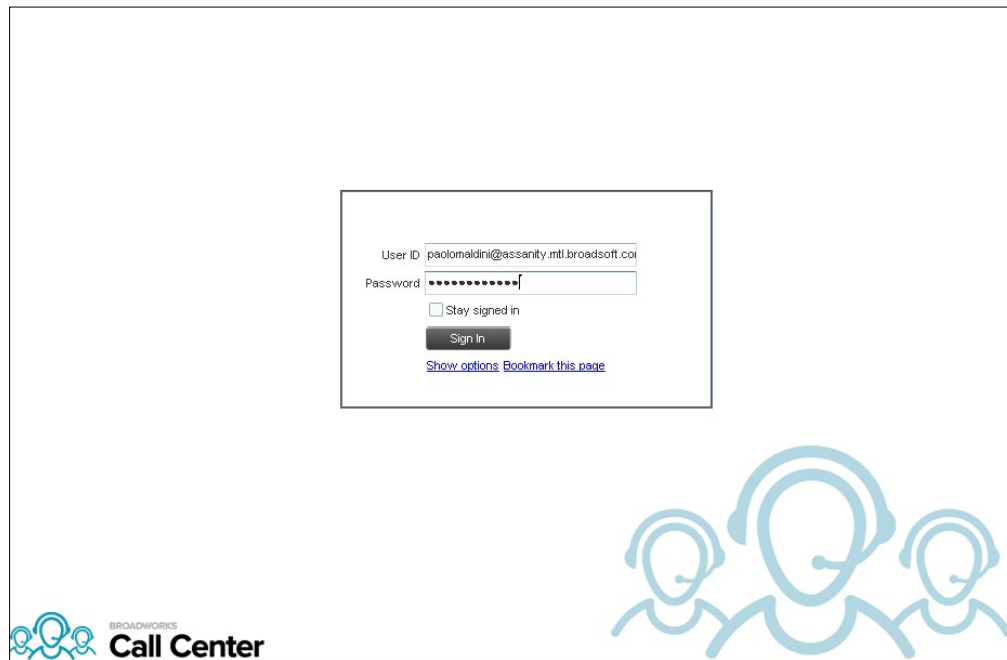 User ID paolomaldini@assanity.mtl.broadsoft.co
Password ••••••••••••
Stay signed in
Sign In
Show options Bookmark this page
BROADWORKS
Call Center